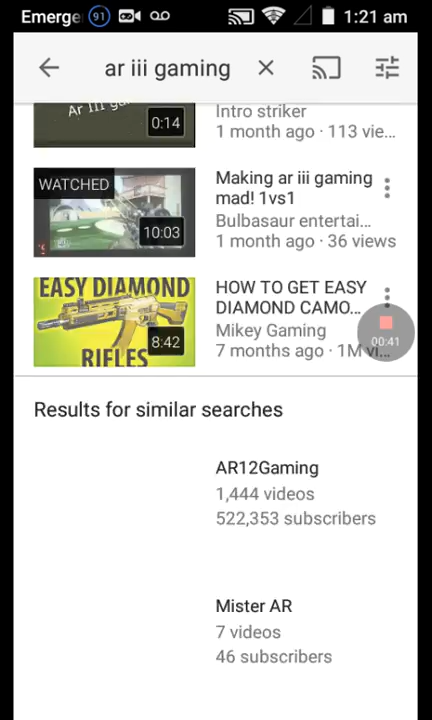 Emerge 91 1:21 am
ar iii gaming
Ar III ga
0:14
Intro striker
1 month ago · 113 vie...
WATCHED
10:03
Making ar iii gaming
mad! 1vs1
Bulbasaur entertai...
1 month ago · 36 views
EASY DIAMOND
RIFLES
8:42
HOW TO GET EASY
DIAMOND CAMO...
Mikey Gaming
7 months ago · 1M vi...
00:41
Results for similar searches
AR12Gaming
1,444 videos
522,353 subscribers
Mister AR
7 videos
46 subscribers